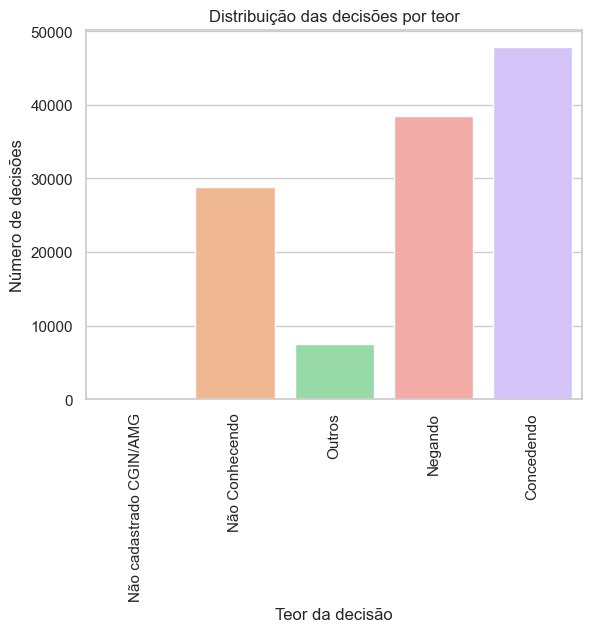 Distribuição das decisões por teor
50000
40000
30000
20000
10000
0
Número de decisões
Não cadastrado CGIN/AMG
Não Conhecendo
Outros
Negando
Concedendo
Teor da decisão